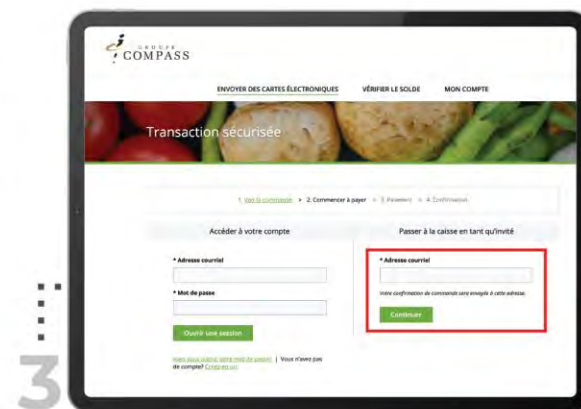 GROUPE
COMPASS
ENVOYER DES CARTES ÉLECTRONIQUES VÉRIFIER LE SOLDE MON COMPTE
Transaction sécurisée
1. Voir la commande > 2. Commencer à payer > 3. Paiement > 4. Confirmation
Accéder à votre compte
* Adresse courriel
* Mot de passe
Ouvrir une session
Avez-vous oublié votre mot de passe? | Vous n'avez pas
de compte? Créez-en un
Passer à la caisse en tant qu'invité
* Adresse courriel
Votre confirmation de commande sera envoyée à cette adresse.
Continuer
3